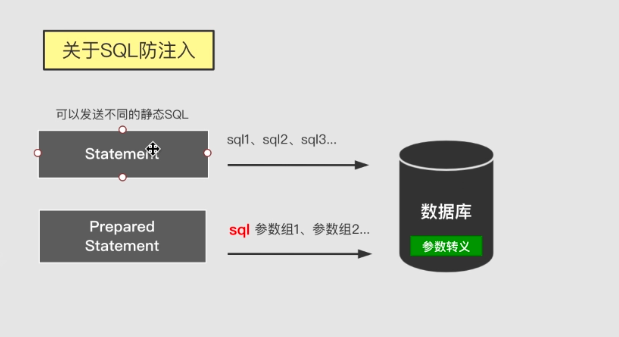 关于SQL防注入
可以发送不同的静态SQL
Statement
sql1、sql2、sql3...
Prepared
Statement
sql 参数组1、参数组2...
数据库
参数转义